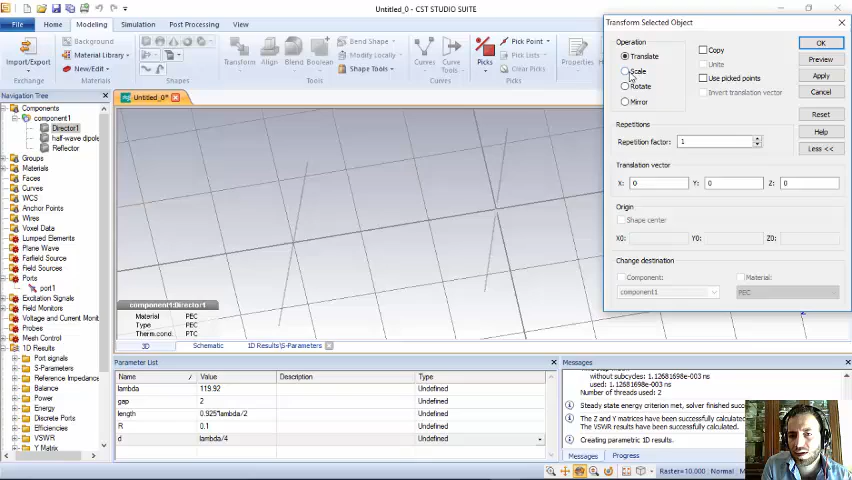 Untitled_0 - CST STUDIO SUITE
File
Home
Modeling
Simulation
Post Processing
View
Import/Export
Exchange
Background
Material Library
New/Edit
Materials
Shapes
Transform
Align
Bend Shape
Modify Locally
Shape Tools
Curves
Curves
Picks
Pick Point
Pick Lists
Clear Picks
Picks
Properties
Navigation Tree
Components
component1
Director1
half-wave dipole
Reflector
Groups
Materials
Faces
Curves
WCS
Anchor Points
Wires
Voxel Data
Lumped Elements
Plane Wave
Farfield Source
Field Sources
Ports
port1
Excitation Signals
Field Monitors
Voltage and Current Monit
Probes
Mesh Control
1D Results
Port signals
S-Parameters
Reference Impedance
Balance
Power
Energy
Discrete Ports
Efficiencies
VSWR
Y Matrix
Untitled_0*
component1:Director1
Material PEC
Type PEC
Therm.cond. PTC
3D
Schematic
1D Results\S-Parameters
Transform Selected Object
Operation
Translate
Scale
Rotate
Mirror
Copy
Unite
Use picked points
Invert translation vector
OK
Preview
Apply
Cancel
Reset
Help
Less <<
Repetitions
Repetition factor: 1
Translation vector
X: 0 Y: 0 Z: 0
Origin
Shape center
X0: Y0: Z0:
Change destination
Component: Material:
component1 PEC
Parameter List
Name Value Description Type
lambda 119.92 Undefined
gap 2 Undefined
length 0.925*lambda/2 Undefined
R 0.1 Undefined
d lambda/4 Undefined
Messages
without subcycles: 1.12681698e-003 ns
used: 1.12681698e-003 ns
Number of threads used: 2
Steady state energy criterion met, solver finished succ
The Z and Y matrices have been successfully calculated
The VSWR results have been successfully calculated.
Creating parametric 1D results.
Messages
Progress
Raster=10.000
Normal